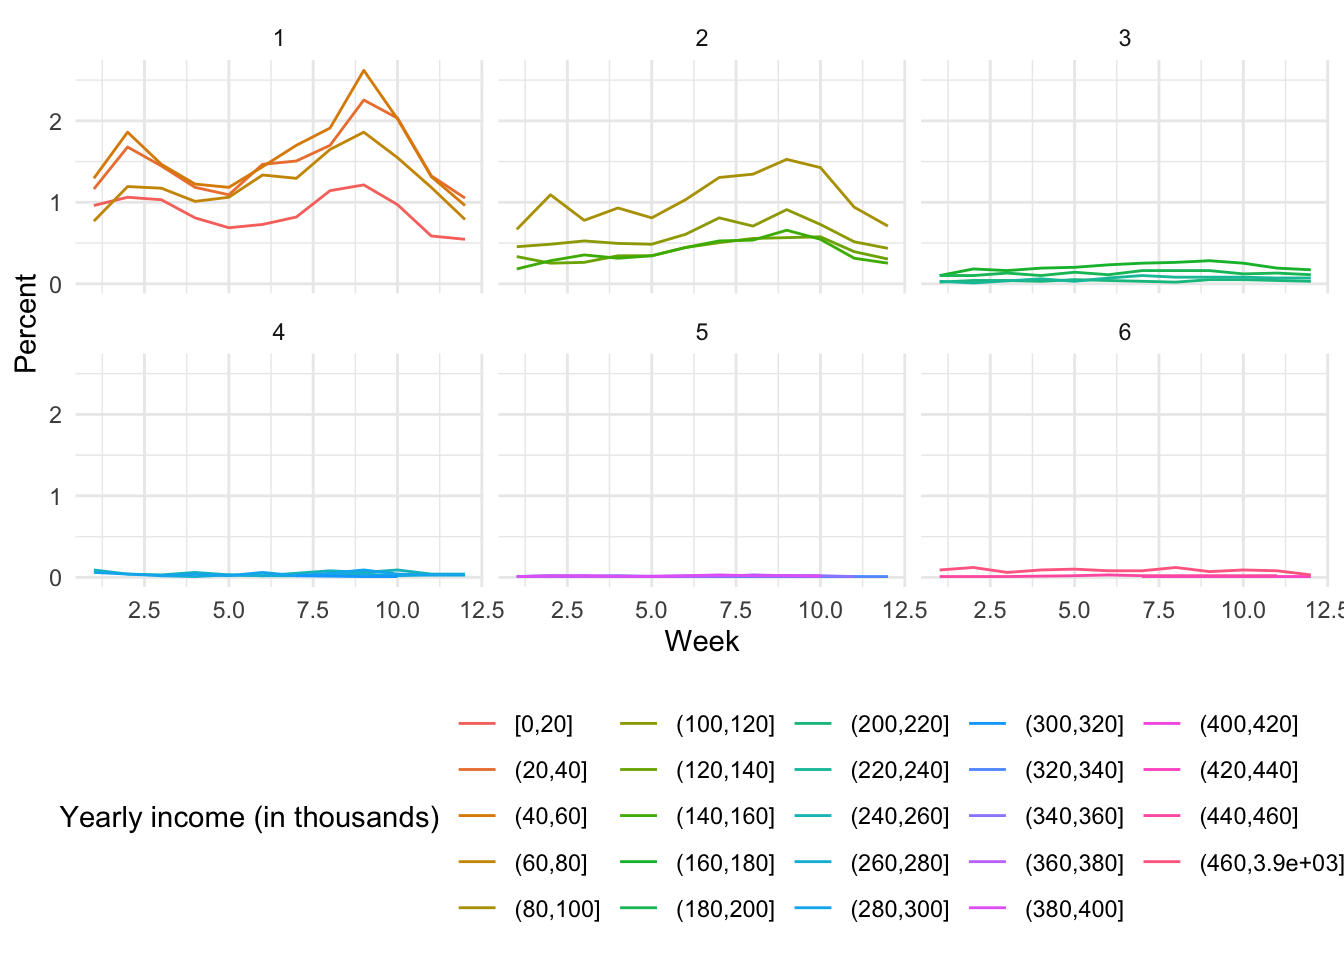 1 2 3
2
1
0
4 5 6
Percent
2
1
0
2.5 5.0 7.5 10.0 12.5 2.5 5.0 7.5 10.0 12.5 2.5 5.0 7.5 10.0 12.5
Week
Yearly income (in thousands)
[0,20] (100,120] (200,220] (300,320] (400,420]
(20,40] (120,140] (220,240] (320,340] (420,440]
(40,60] (140,160] (240,260] (340,360] (440,460]
(60,80] (160,180] (260,280] (360,380] (460,3.9e+03]
(80,100] (180,200] (280,300] (380,400]